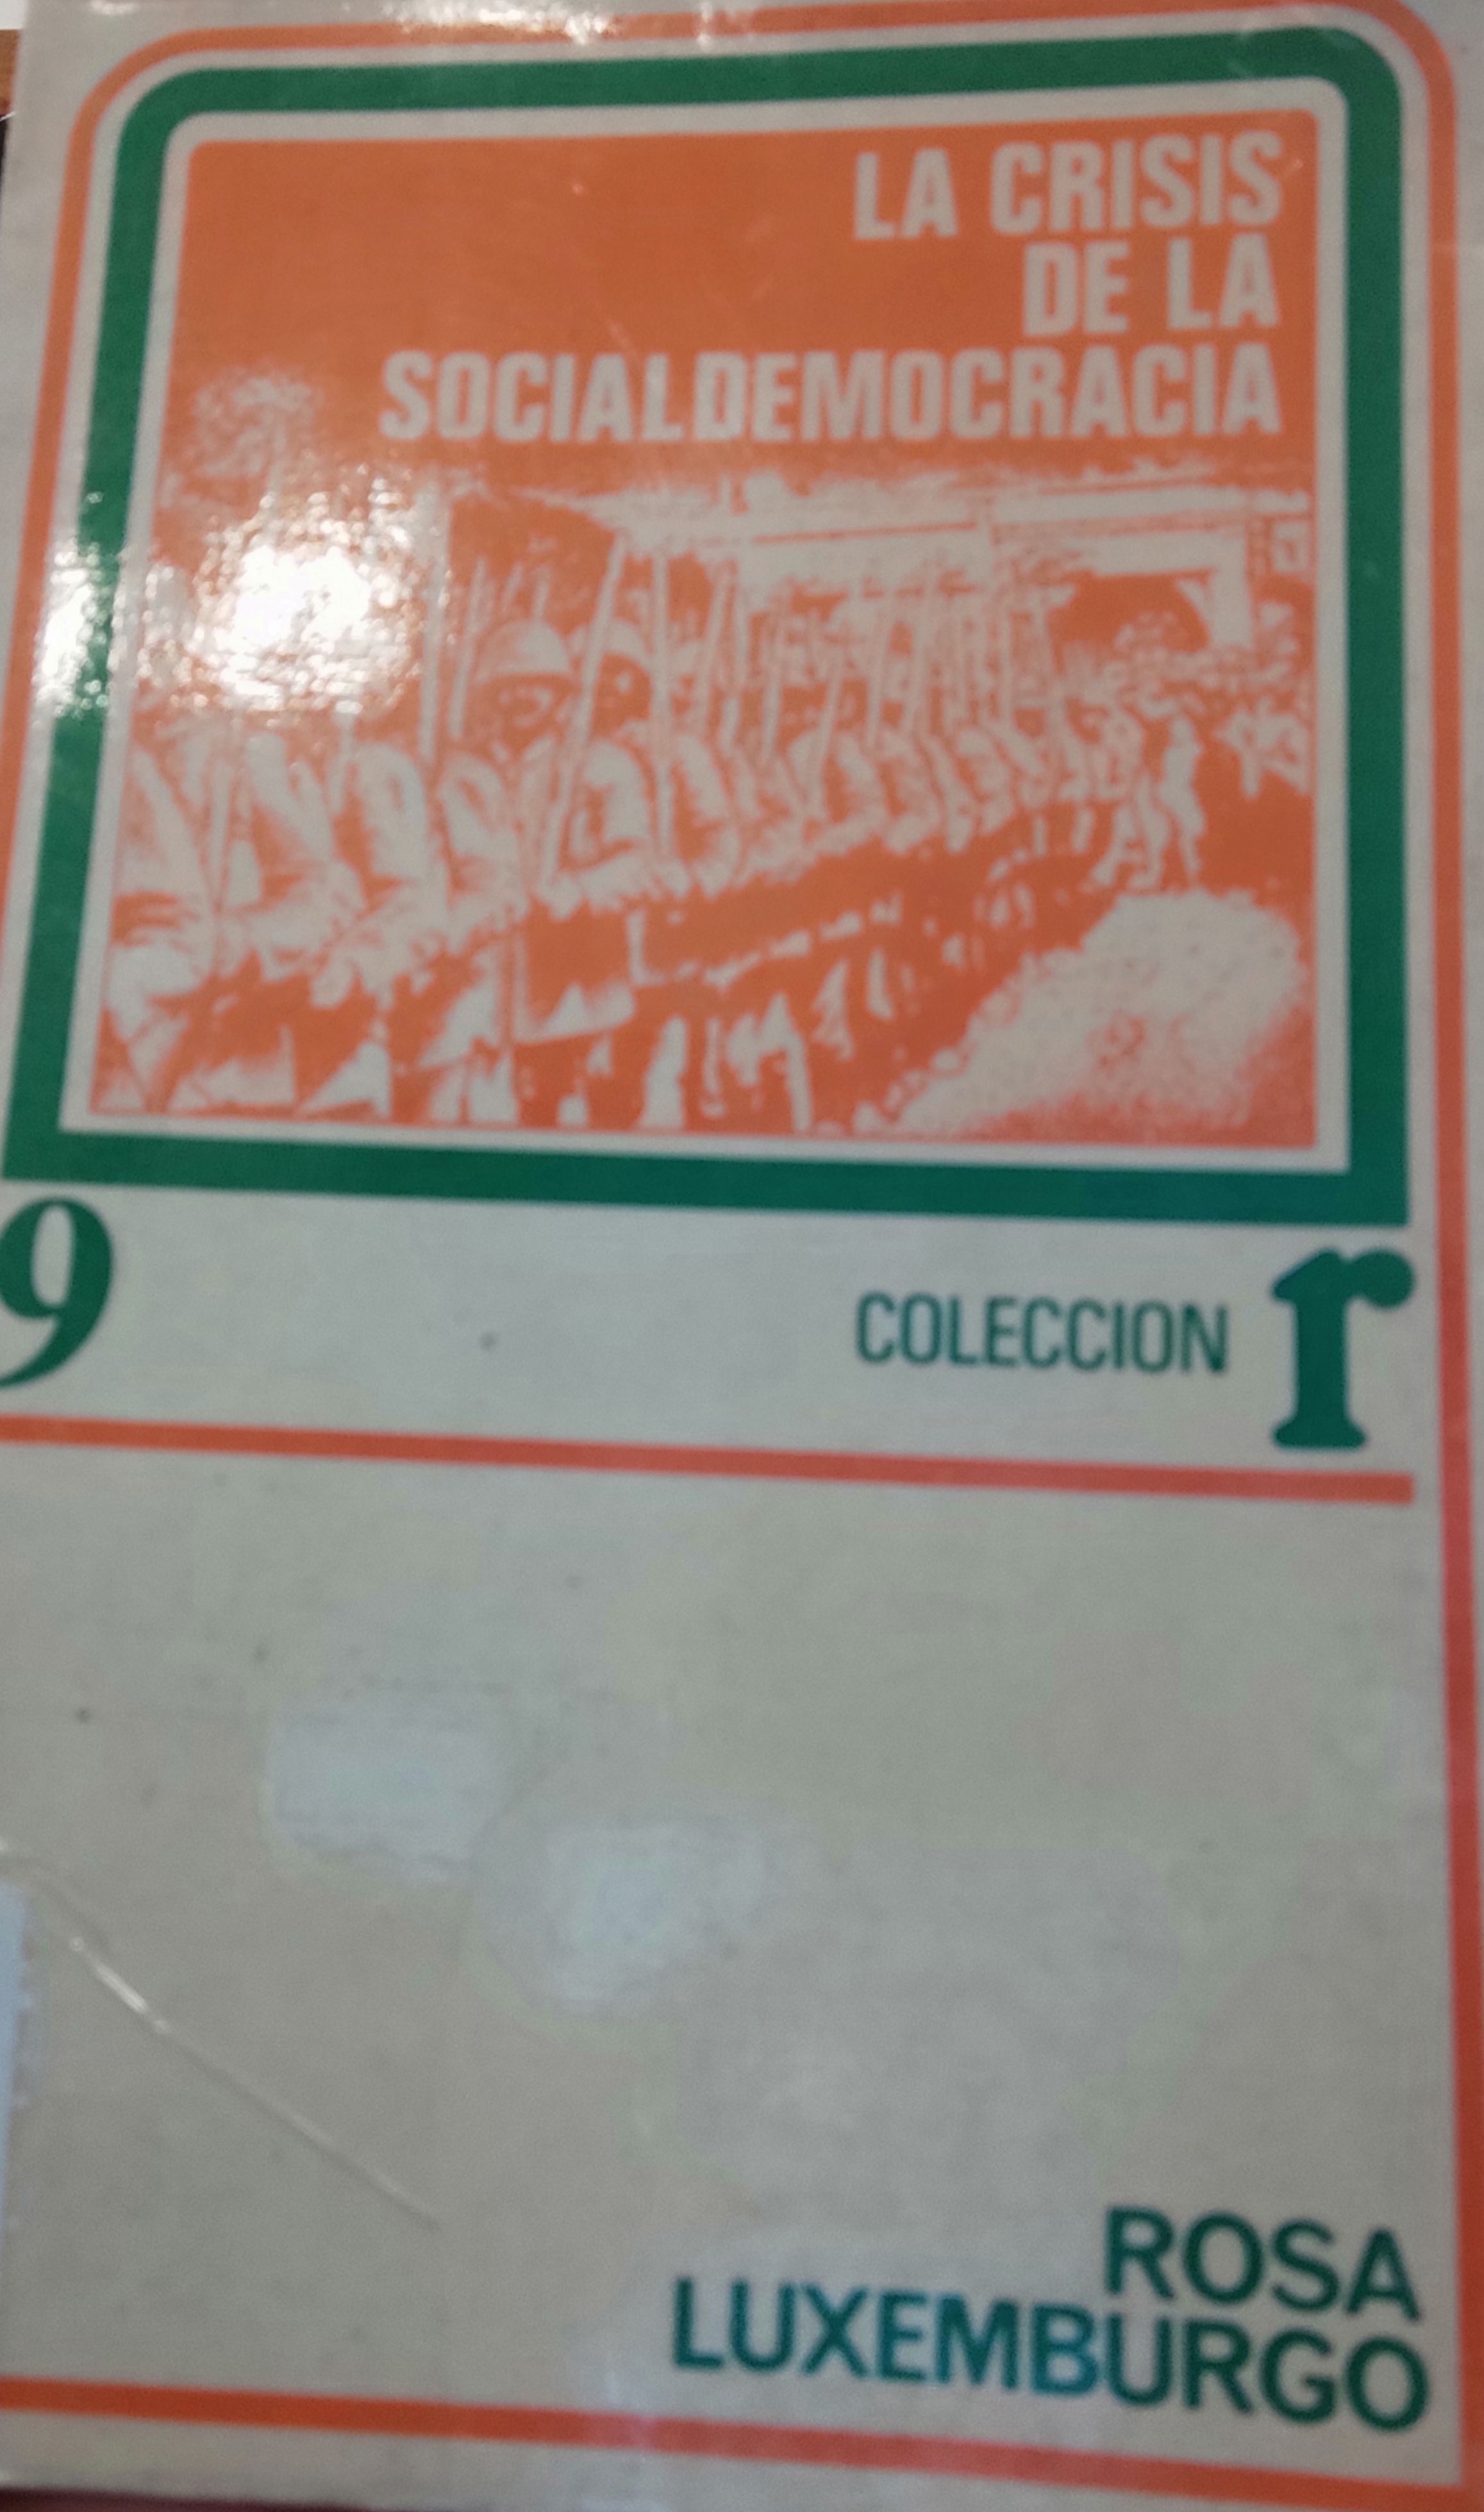 LA CRISIS
DE LA
SOCIALDEMOCRACIA
9
COLECCION r
ROSA
LUXEMBURGO